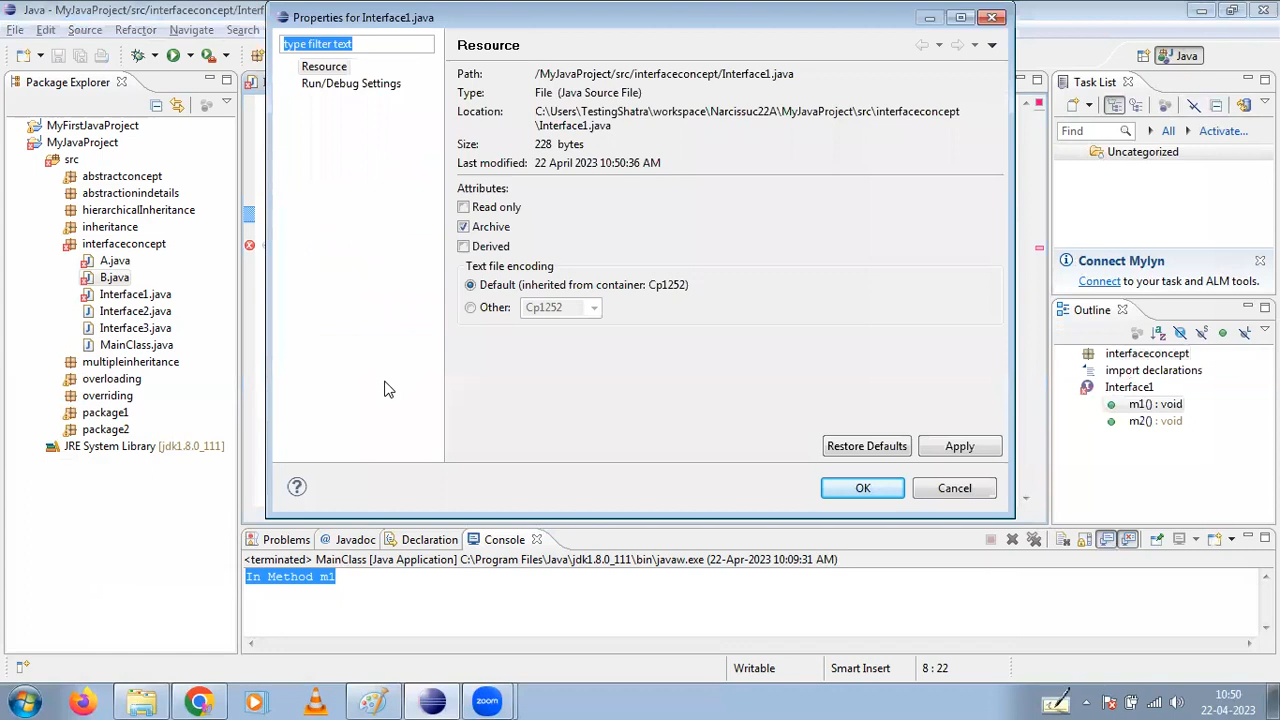 Java - MyJavaProject/src/interfaceconcept/Interf
Properties for Interface1.java
File Edit Source Refactor Navigate Search
Java
Package Explorer
MyFirstJavaProject
MyJavaProject
src
abstractconcept
abstractionindetails
hierarchicalInheritance
inheritance
interfaceconcept
A.java
B.java
Interface1.java
Interface2.java
Interface3.java
MainClass.java
multipleinheritance
overloading
overriding
package1
package2
JRE System Library [jdk1.8.0_111]
type filter text
Resource
Run/Debug Settings
Resource
Path: /MyJavaProject/src/interfaceconcept/Interface1.java
Type: File (Java Source File)
Location: C:\Users\TestingShatra\workspace\Narcissuc22A\MyJavaProject\src\interfaceconcept
\Interface1.java
Size: 228 bytes
Last modified: 22 April 2023 10:50:36 AM
Attributes:
Read only
Archive
Derived
Text file encoding
Default (inherited from container: Cp1252)
Other: Cp1252
Restore Defaults Apply
OK Cancel
Task List
Find All Activate...
Uncategorized
Connect Mylyn
Connect to your task and ALM tools.
Outline
interfaceconcept
import declarations
Interface1
m1() : void
m2() : void
Problems Javadoc Declaration Console
<terminated> MainClass [Java Application] C:\Program Files\Java\jdk1.8.0_111\bin\javaw.exe (22-Apr-2023 10:09:31 AM)
In Method m1
Writable Smart Insert 8 : 22
zoom
10:50
22-04-2023